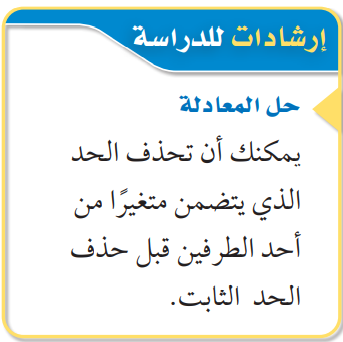 إرشادات للدراسة
حل المعادلة
يمكنك أن تحذف الحد
الذي يتضمن متغيرًا من
أحد الطرفين قبل حذف
الحد الثابت.